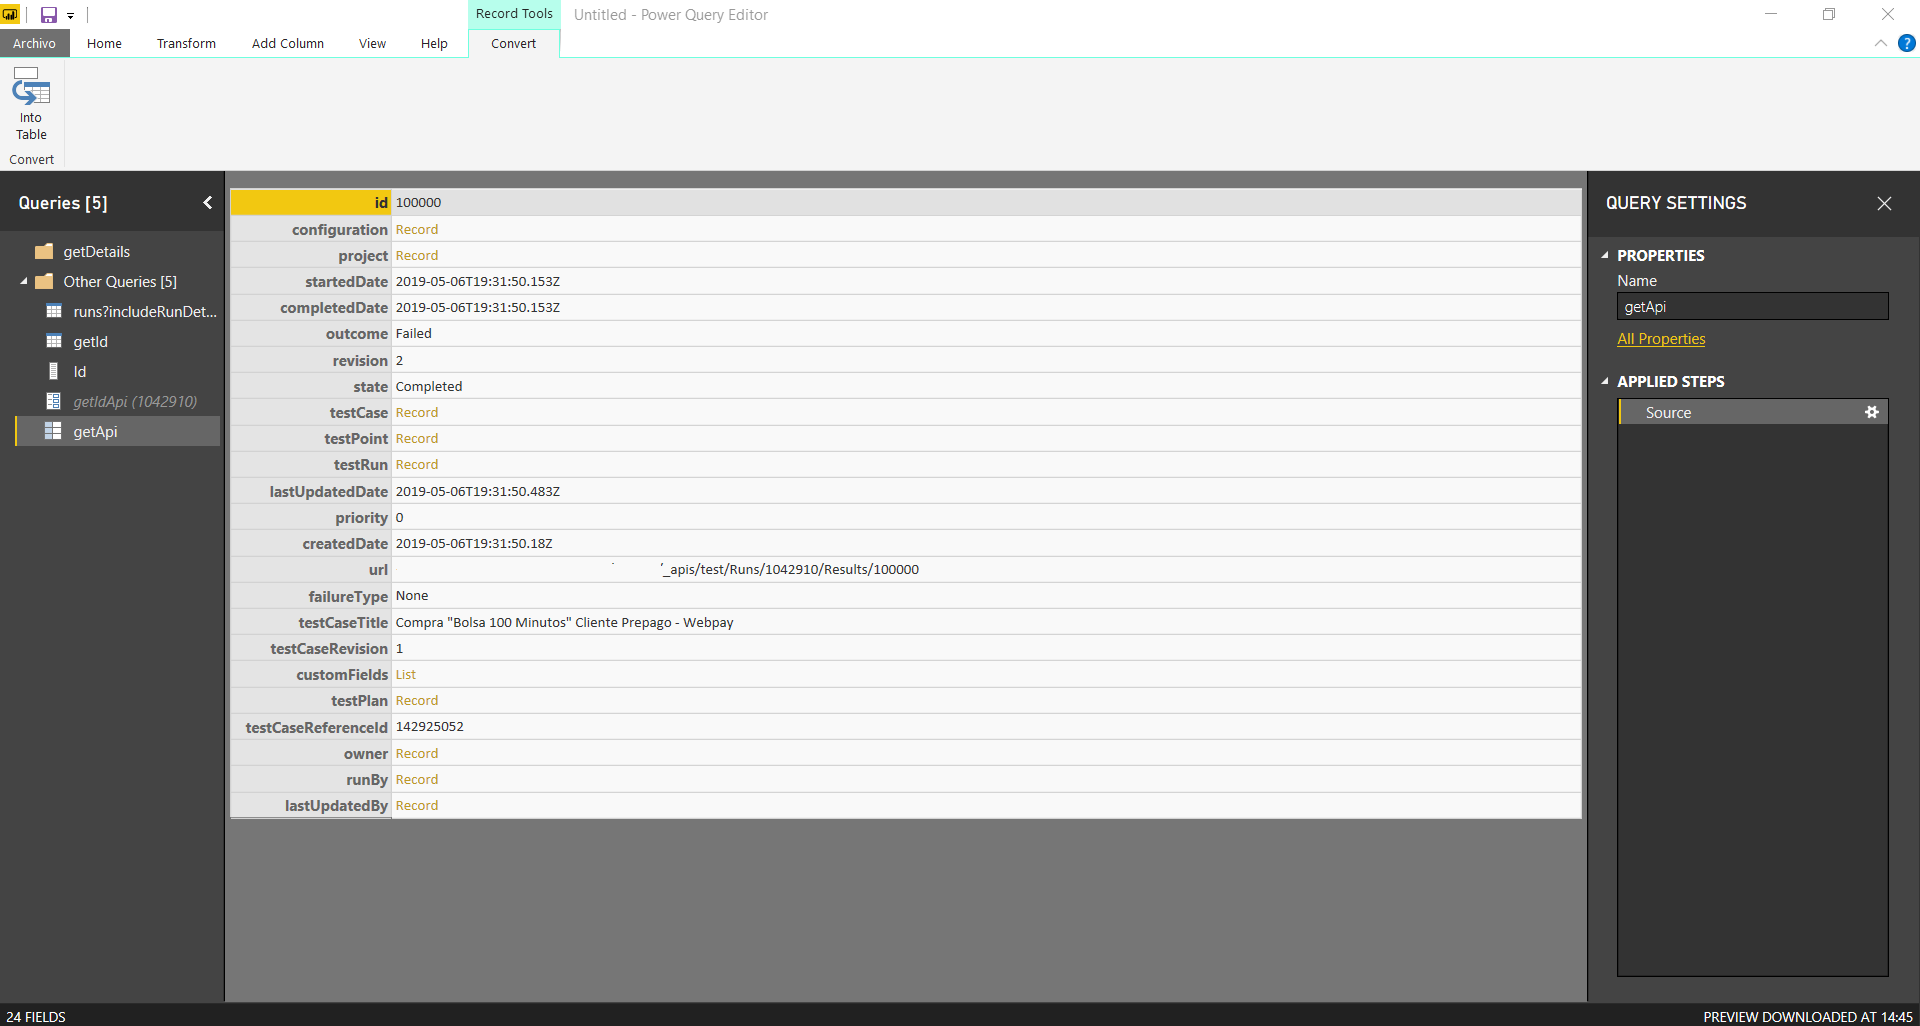 Record Tools
Untitled - Power Query Editor
Archivo
Home
Transform
Add Column
View
Help
Convert
?
Into
Table
Convert
Queries [5]
getDetails
Other Queries [5]
runs?includeRunDet...
getId
Id
getIdApi (1042910)
getApi
id 100000
configuration Record
project Record
startedDate 2019-05-06T19:31:50.153Z
completedDate 2019-05-06T19:31:50.153Z
outcome Failed
revision 2
state Completed
testCase Record
testPoint Record
testRun Record
lastUpdatedDate 2019-05-06T19:31:50.483Z
priority 0
createdDate 2019-05-06T19:31:50.18Z
url /_apis/test/Runs/1042910/Results/100000
failureType None
testCaseTitle Compra "Bolsa 100 Minutos" Cliente Prepago - Webpay
testCaseRevision 1
customFields List
testPlan Record
testCaseReferenceId 142925052
owner Record
runBy Record
lastUpdatedBy Record
QUERY SETTINGS
PROPERTIES
Name
getApi
All Properties
APPLIED STEPS
Source
24 FIELDS
PREVIEW DOWNLOADED AT 14:45